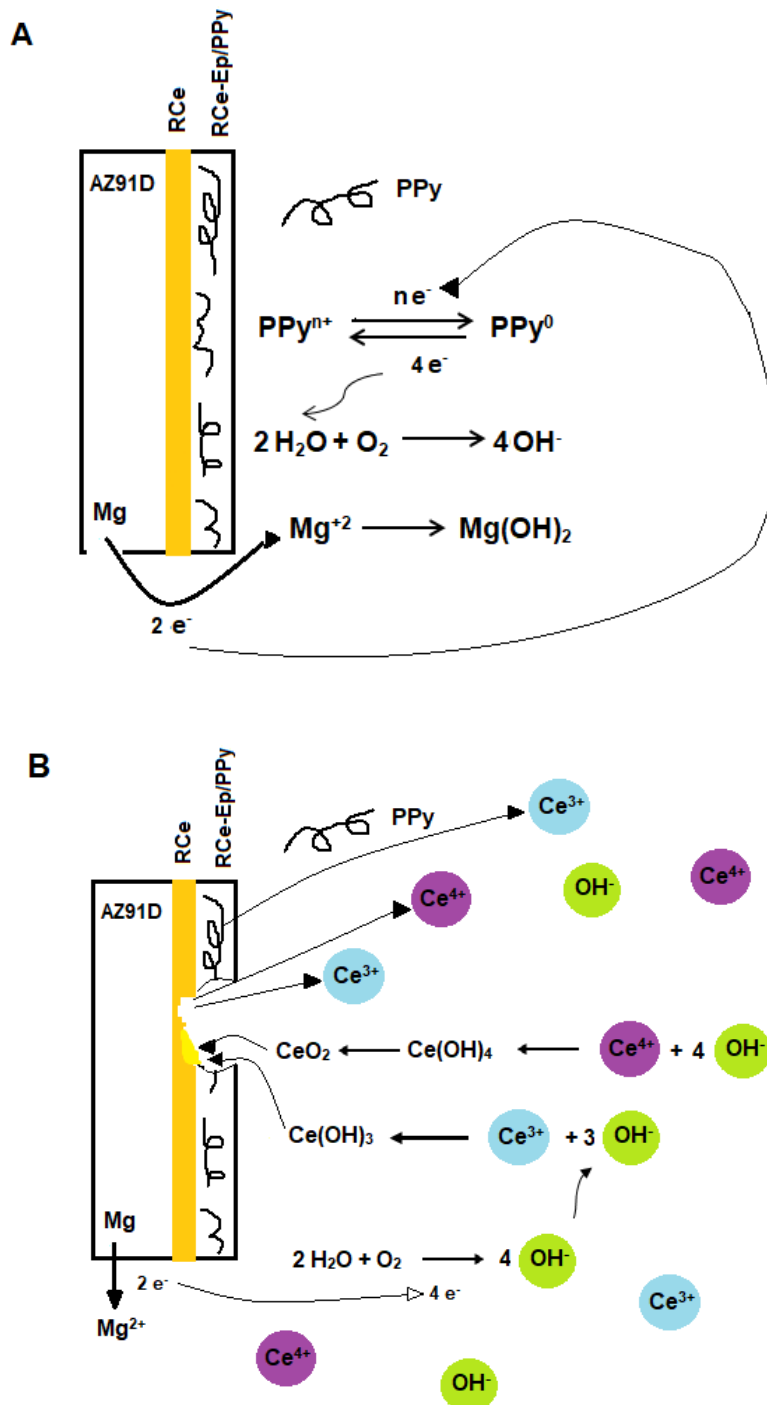 A
RCe
RCe-Ep/PPy
AZ91D
PPy
n e⁻
PPyⁿ⁺ PPy⁰
4 e⁻
2 H₂O + O₂ 4 OH⁻
Mg
Mg⁺² Mg(OH)₂
2 e⁻
B
RCe
RCe-Ep/PPy
PPy
Ce³⁺
AZ91D
Ce⁴⁺
OH⁻
Ce⁴⁺
Ce³⁺
CeO₂ Ce(OH)₄ Ce⁴⁺ + 4 OH⁻
Ce(OH)₃ Ce³⁺ + 3 OH⁻
Mg
2 H₂O + O₂ 4 OH⁻
2 e⁻
4 e⁻
Ce³⁺
Mg²⁺
Ce⁴⁺
OH⁻